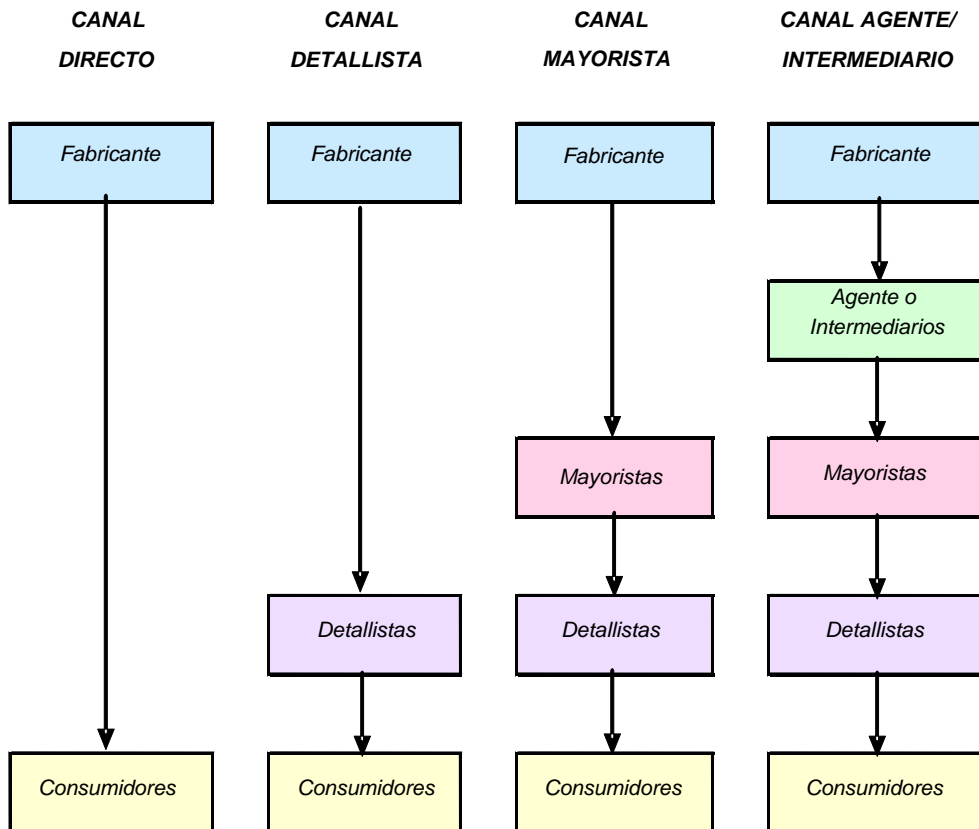 CANAL
DIRECTO
CANAL
DETALLISTA
CANAL
MAYORISTA
CANAL AGENTE/
INTERMEDIARIO
Fabricante
Fabricante
Fabricante
Fabricante
Agente o
Intermediarios
Mayoristas
Mayoristas
Detallistas
Detallistas
Detallistas
Consumidores
Consumidores
Consumidores
Consumidores